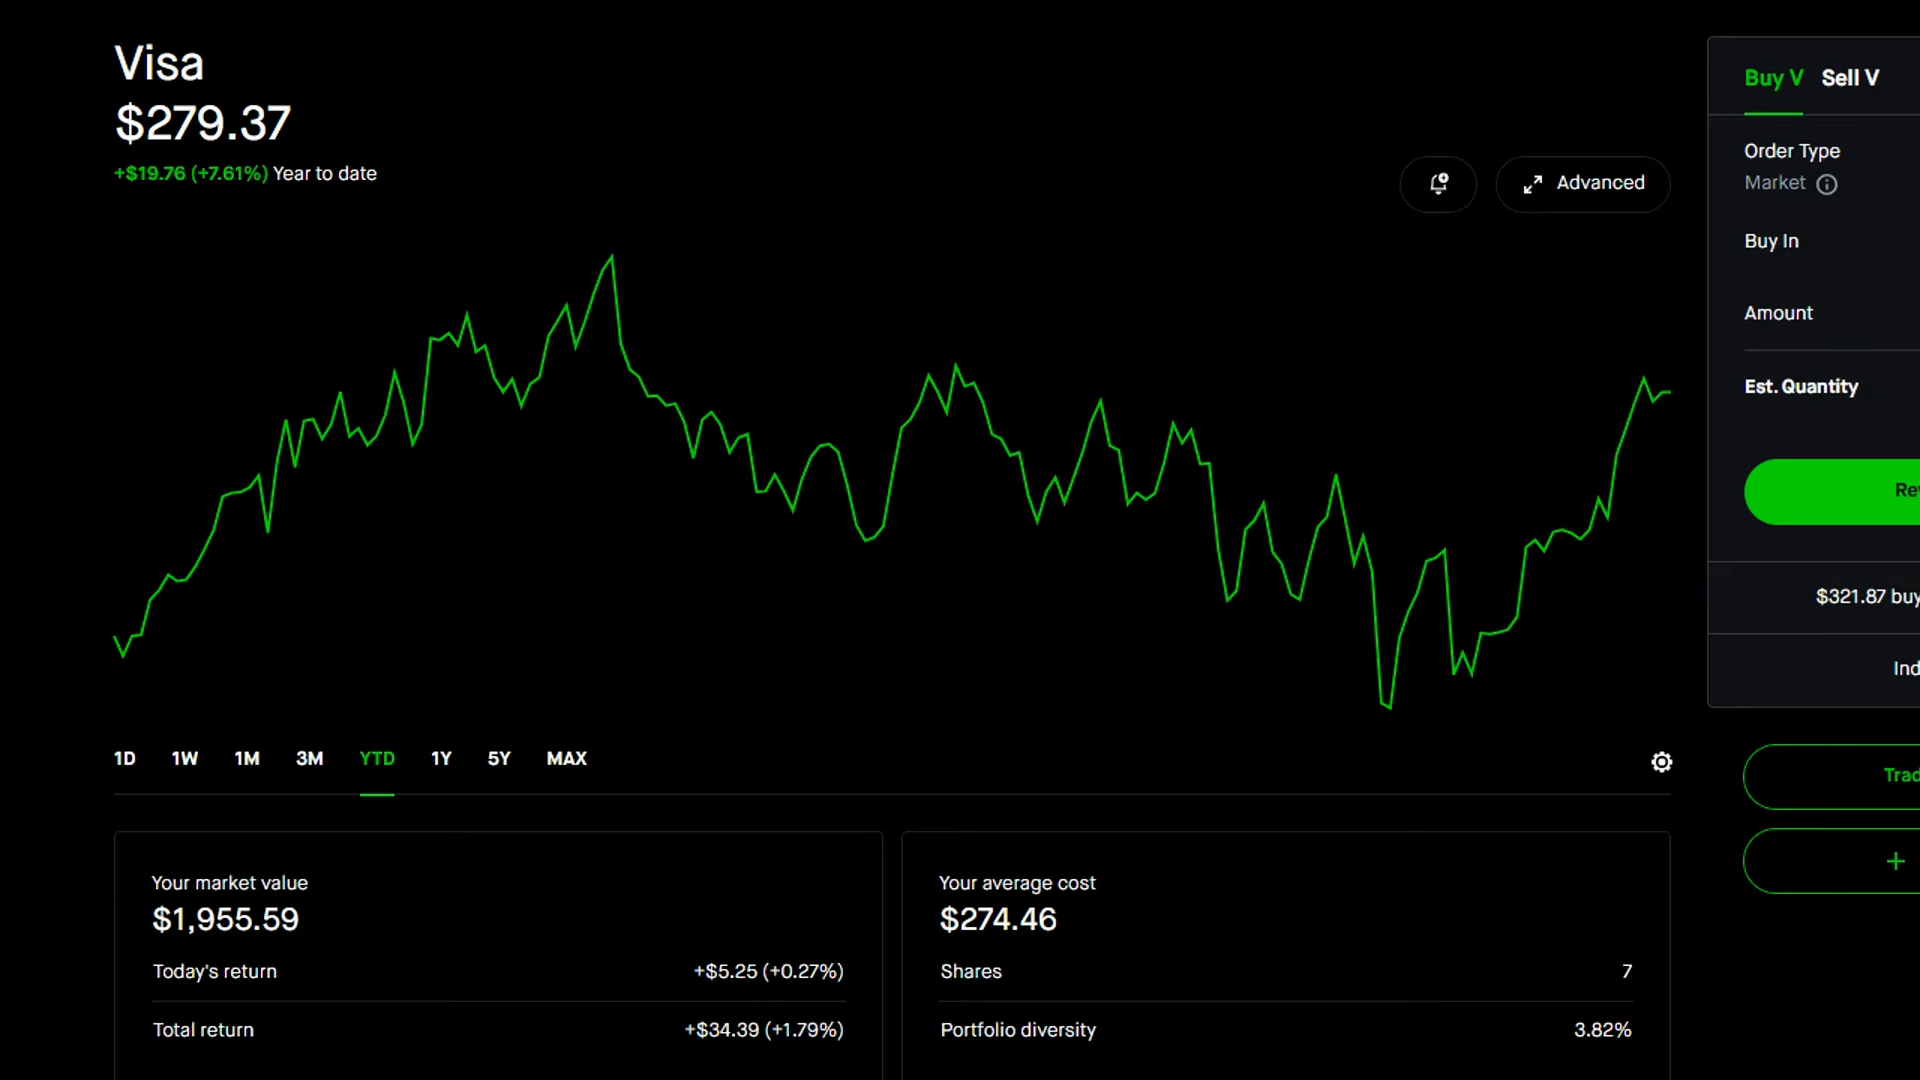 Visa
$279.37
+$19.76 (+7.61%) Year to date
Advanced
1D 1W 1M 3M YTD 1Y 5Y MAX
Your market value
$1,955.59
Today's return +$5.25 (+0.27%)
Total return +$34.39 (+1.79%)
Your average cost
$274.46
Shares 7
Portfolio diversity 3.82%
Buy V Sell V
Order Type
Market
Buy In
Amount
Est. Quantity
$321.87 buy